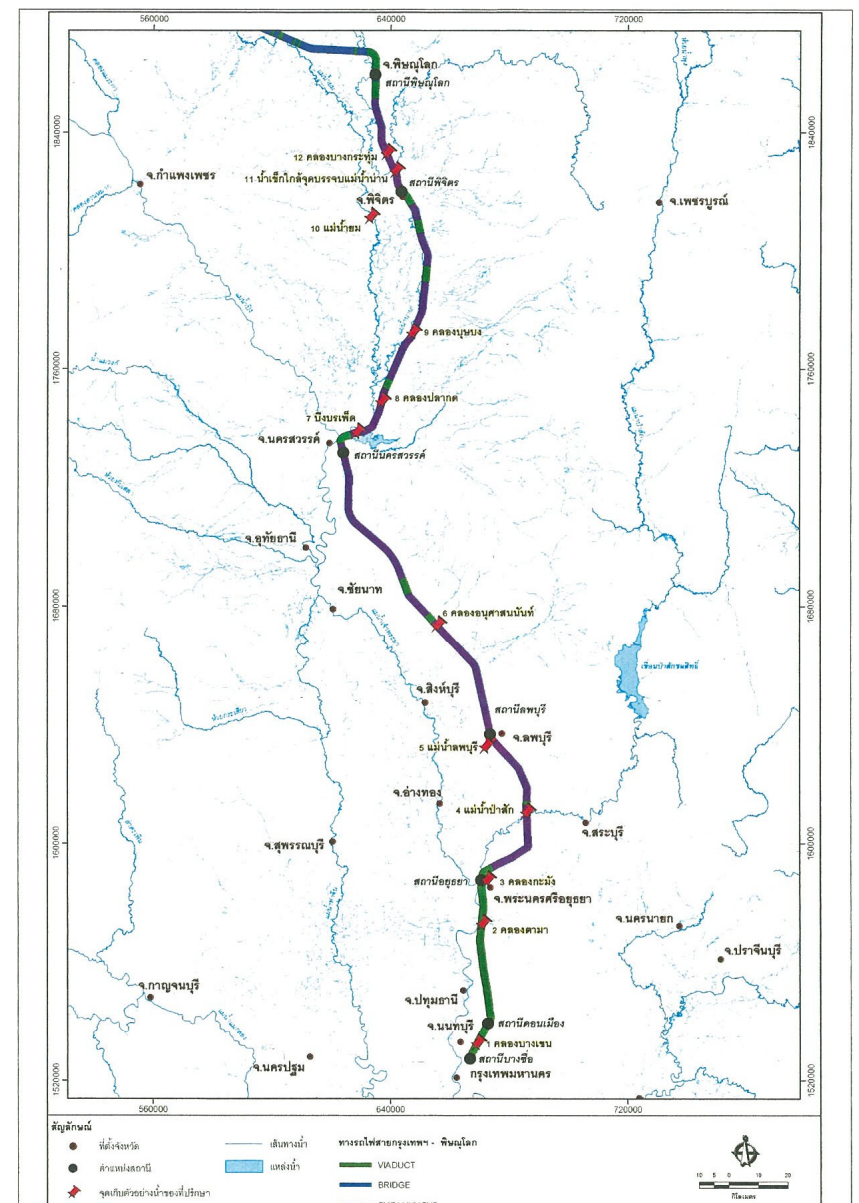 560000 640000 720000
จ.พิษณุโลก
สถานีพิษณุโลก
1840000 1840000
12 คลองบางกระทุ่ม
11 น้ำเข็กใกล้จุดบรรจบแม่น้ำน่าน
สถานีพิจิตร
จ.กำแพงเพชร
จ.พิจิตร
จ.เพชรบูรณ์
10 แม่น้ำยม
9 คลองบุษบง
1760000 1760000
8 คลองปลากด
7 บึงบรเพ็ด
จ.นครสวรรค์
สถานีนครสวรรค์
จ.อุทัยธานี
จ.ชัยนาท
1680000 1680000
6 คลองอนุศาสนนันท์
เขื่อนป่าสักชลสิทธิ์
จ.สิงห์บุรี
สถานีลพบุรี
จ.ลพบุรี
5 แม่น้ำลพบุรี
จ.อ่างทอง
4 แม่น้ำป่าสัก
จ.สระบุรี
จ.สุพรรณบุรี
1600000 1600000
สถานีอยุธยา
3 คลองกะมัง
จ.พระนครศรีอยุธยา
จ.นครนายก
2 คลองตามา
จ.ปราจีนบุรี
จ.กาญจนบุรี
จ.ปทุมธานี
สถานีดอนเมือง
จ.นนทบุรี
1 คลองบางเขน
สถานีบางซื่อ
จ.นครปฐม
กรุงเทพมหานคร
1520000 1520000
560000 640000 720000
สัญลักษณ์
ที่ตั้งจังหวัด
ตำแหน่งสถานี
จุดเก็บตัวอย่างน้ำของที่ปรึกษา
เส้นทางน้ำ
แหล่งน้ำ
ทางรถไฟสายกรุงเทพฯ - พิษณุโลก
VIADUCT
BRIDGE
10 5 0 10 20
กิโลเมตร